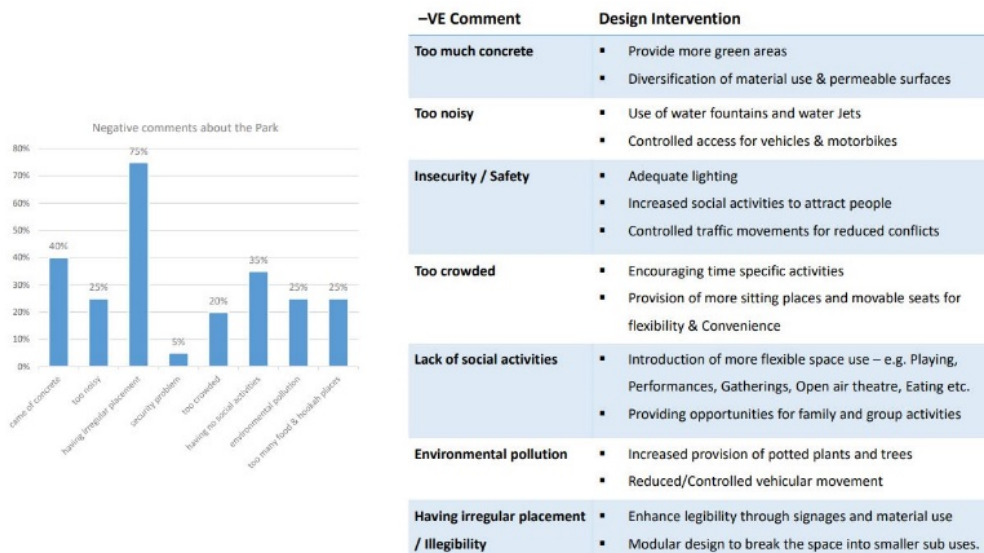 Negative comments about the Park
80%
70%
60%
50%
40%
30%
20%
10%
0%
40%
25%
75%
5%
20%
35%
25%
25%
came of concrete
too noisy
having irregular placement
security problem
too crowded
having no social activities
environmental pollution
too many food & hookah places
–VE Comment Design Intervention
Too much concrete ▪ Provide more green areas
▪ Diversification of material use & permeable surfaces
Too noisy ▪ Use of water fountains and water Jets
▪ Controlled access for vehicles & motorbikes
Insecurity / Safety ▪ Adequate lighting
▪ Increased social activities to attract people
▪ Controlled traffic movements for reduced conflicts
Too crowded ▪ Encouraging time specific activities
▪ Provision of more sitting places and movable seats for
flexibility & Convenience
Lack of social activities ▪ Introduction of more flexible space use – e.g. Playing,
Performances, Gatherings, Open air theatre, Eating etc.
▪ Providing opportunities for family and group activities
Environmental pollution ▪ Increased provision of potted plants and trees
▪ Reduced/Controlled vehicular movement
Having irregular placement ▪ Enhance legibility through signages and material use
/ Illegibility ▪ Modular design to break the space into smaller sub uses.